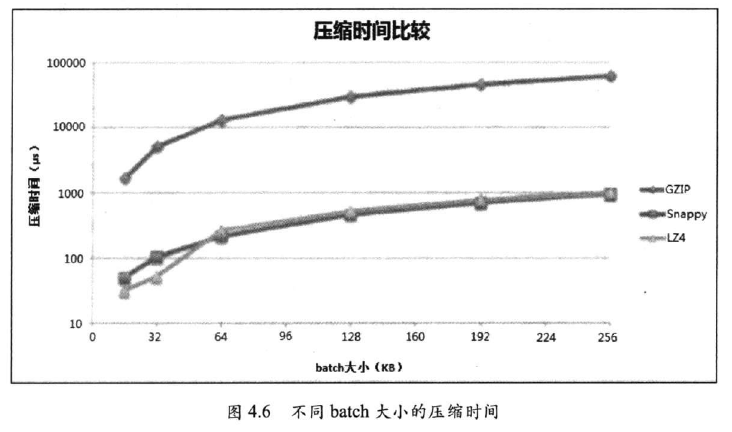 压缩时间比较
压缩时间（μs）
100000
10000
1000
100
10
0 32 64 96 128 160 192 224 256
batch大小（KB）
GZIP
Snappy
LZ4
图 4.6 不同 batch 大小的压缩时间